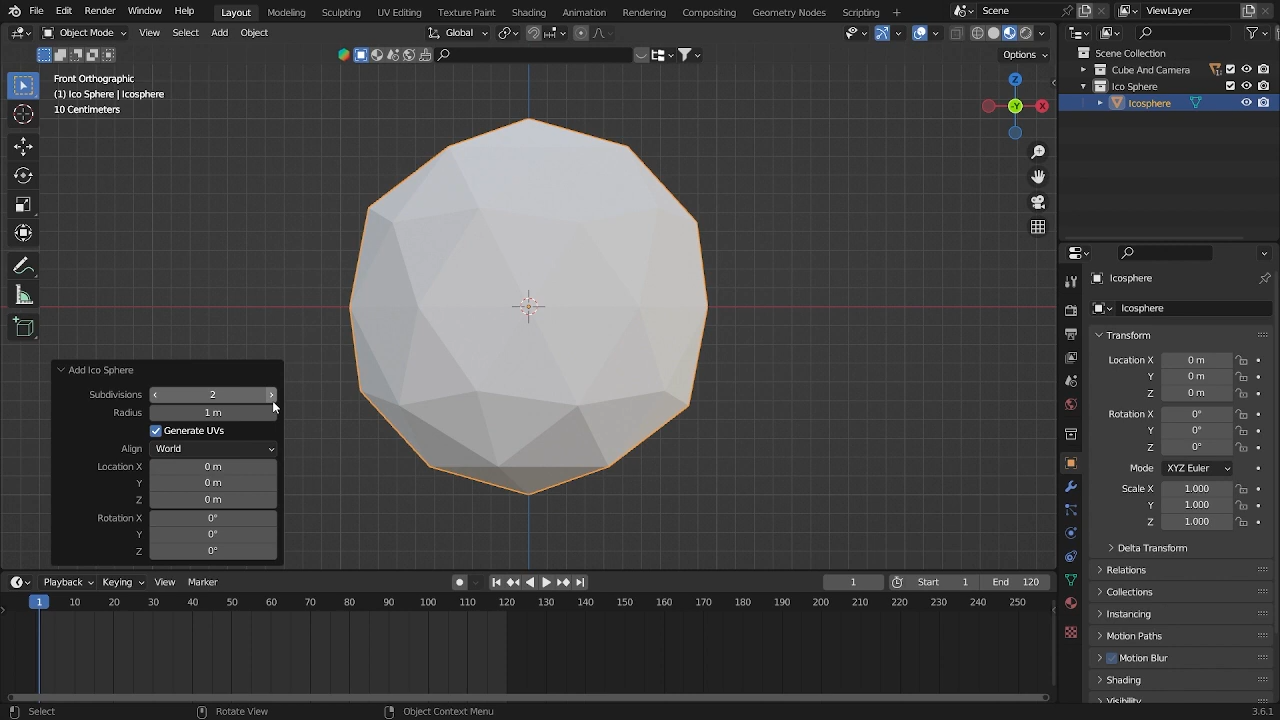 File Edit Render Window Help Layout Modeling Sculpting UV Editing Texture Paint Shading Animation Rendering Compositing Geometry Nodes Scripting + Scene ViewLayer
Object Mode View Select Add Object Global
Options
Front Orthographic
(1) Ico Sphere | Icosphere
10 Centimeters
Z
X
-Y
Scene Collection
Cube And Camera
Ico Sphere
Icosphere
Icosphere
Icosphere
Transform
Location X 0 m
Y 0 m
Z 0 m
Rotation X 0°
Y 0°
Z 0°
Mode XYZ Euler
Scale X 1.000
Y 1.000
Z 1.000
Delta Transform
Relations
Collections
Instancing
Motion Paths
Motion Blur
Shading
Visibility
Add Ico Sphere
Subdivisions 2
Radius 1 m
Generate UVs
Align World
Location X 0 m
Y 0 m
Z 0 m
Rotation X 0°
Y 0°
Z 0°
Playback Keying View Marker 1 Start 1 End 120
1 10 20 30 40 50 60 70 80 90 100 110 120 130 140 150 160 170 180 190 200 210 220 230 240 250
Select Rotate View Object Context Menu 3.6.1